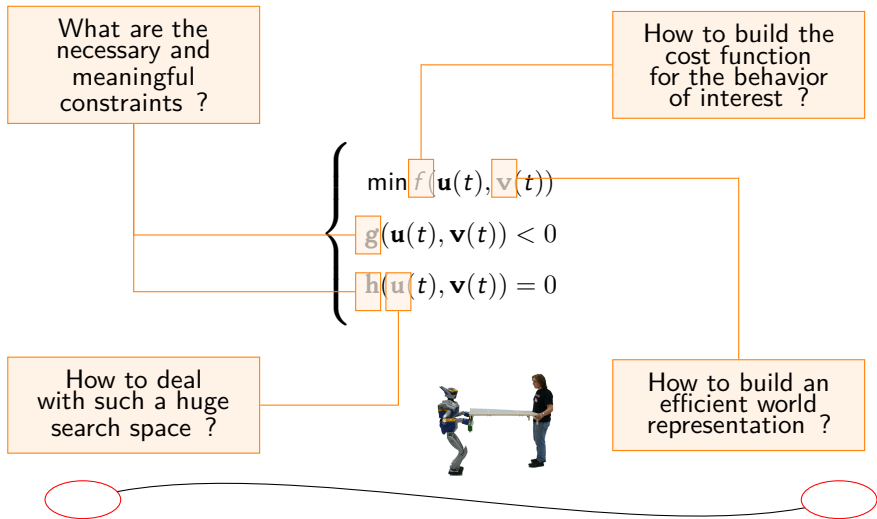 What are the
necessary and
meaningful
constraints ?
How to build the
cost function
for the behavior
of interest ?
min f(u(t), v(t))
g(u(t), v(t)) < 0
h(u(t), v(t)) = 0
How to deal
with such a huge
search space ?
How to build an
efficient world
representation ?